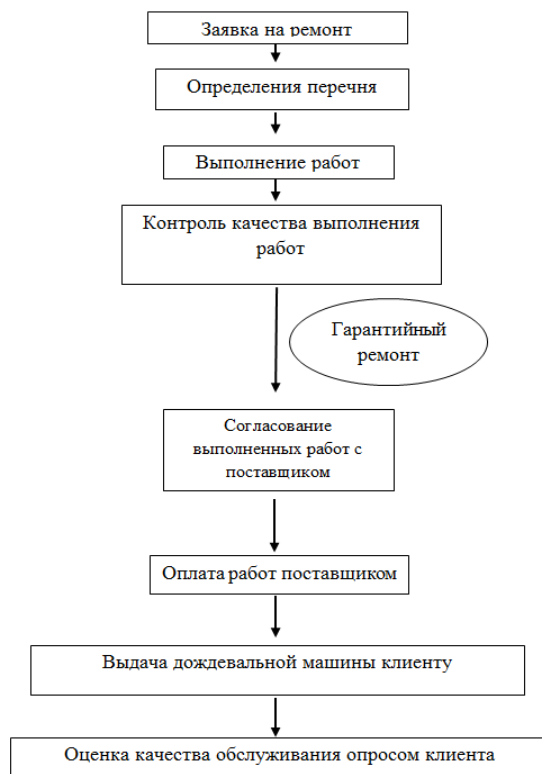 Заявка на ремонт
Определения перечня
Выполнение работ
Контроль качества выполнения
работ
Гарантийный
ремонт
Согласование
выполненных работ с
поставщиком
Оплата работ поставщиком
Выдача дождевальной машины клиенту
Оценка качества обслуживания опросом клиента